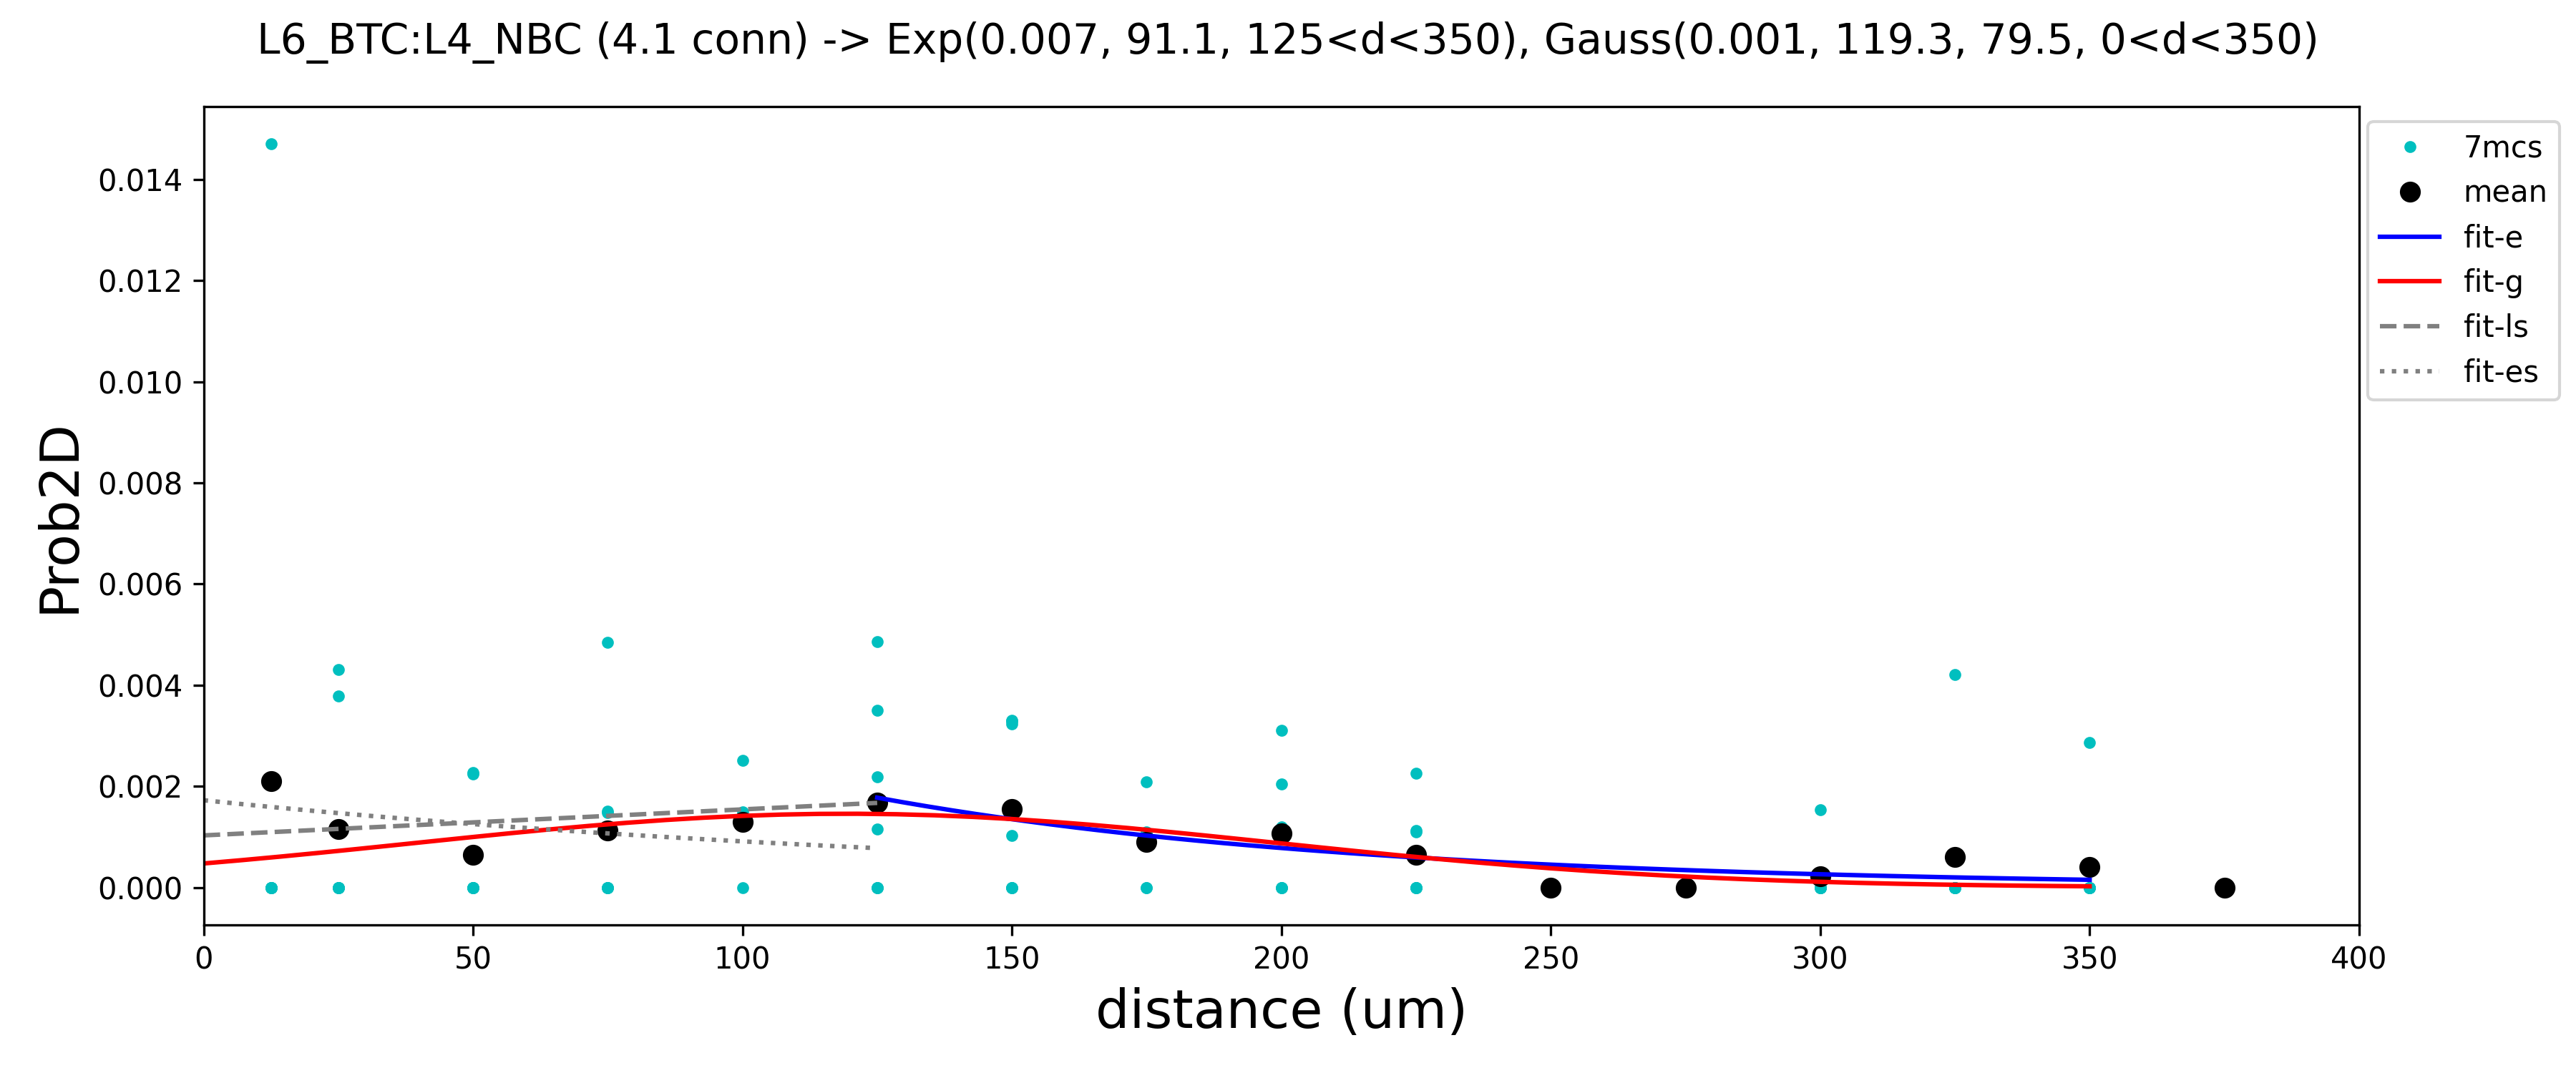 L6_BTC:L4_NBC (4.1 conn) -> Exp(0.007, 91.1, 125<d<350), Gauss(0.001, 119.3, 79.5, 0<d<350)
7mcs
mean
fit-e
fit-g
fit-ls
fit-es
Prob2D
0.014
0.012
0.010
0.008
0.006
0.004
0.002
0.000
0 50 100 150 200 250 300 350 400
distance (um)